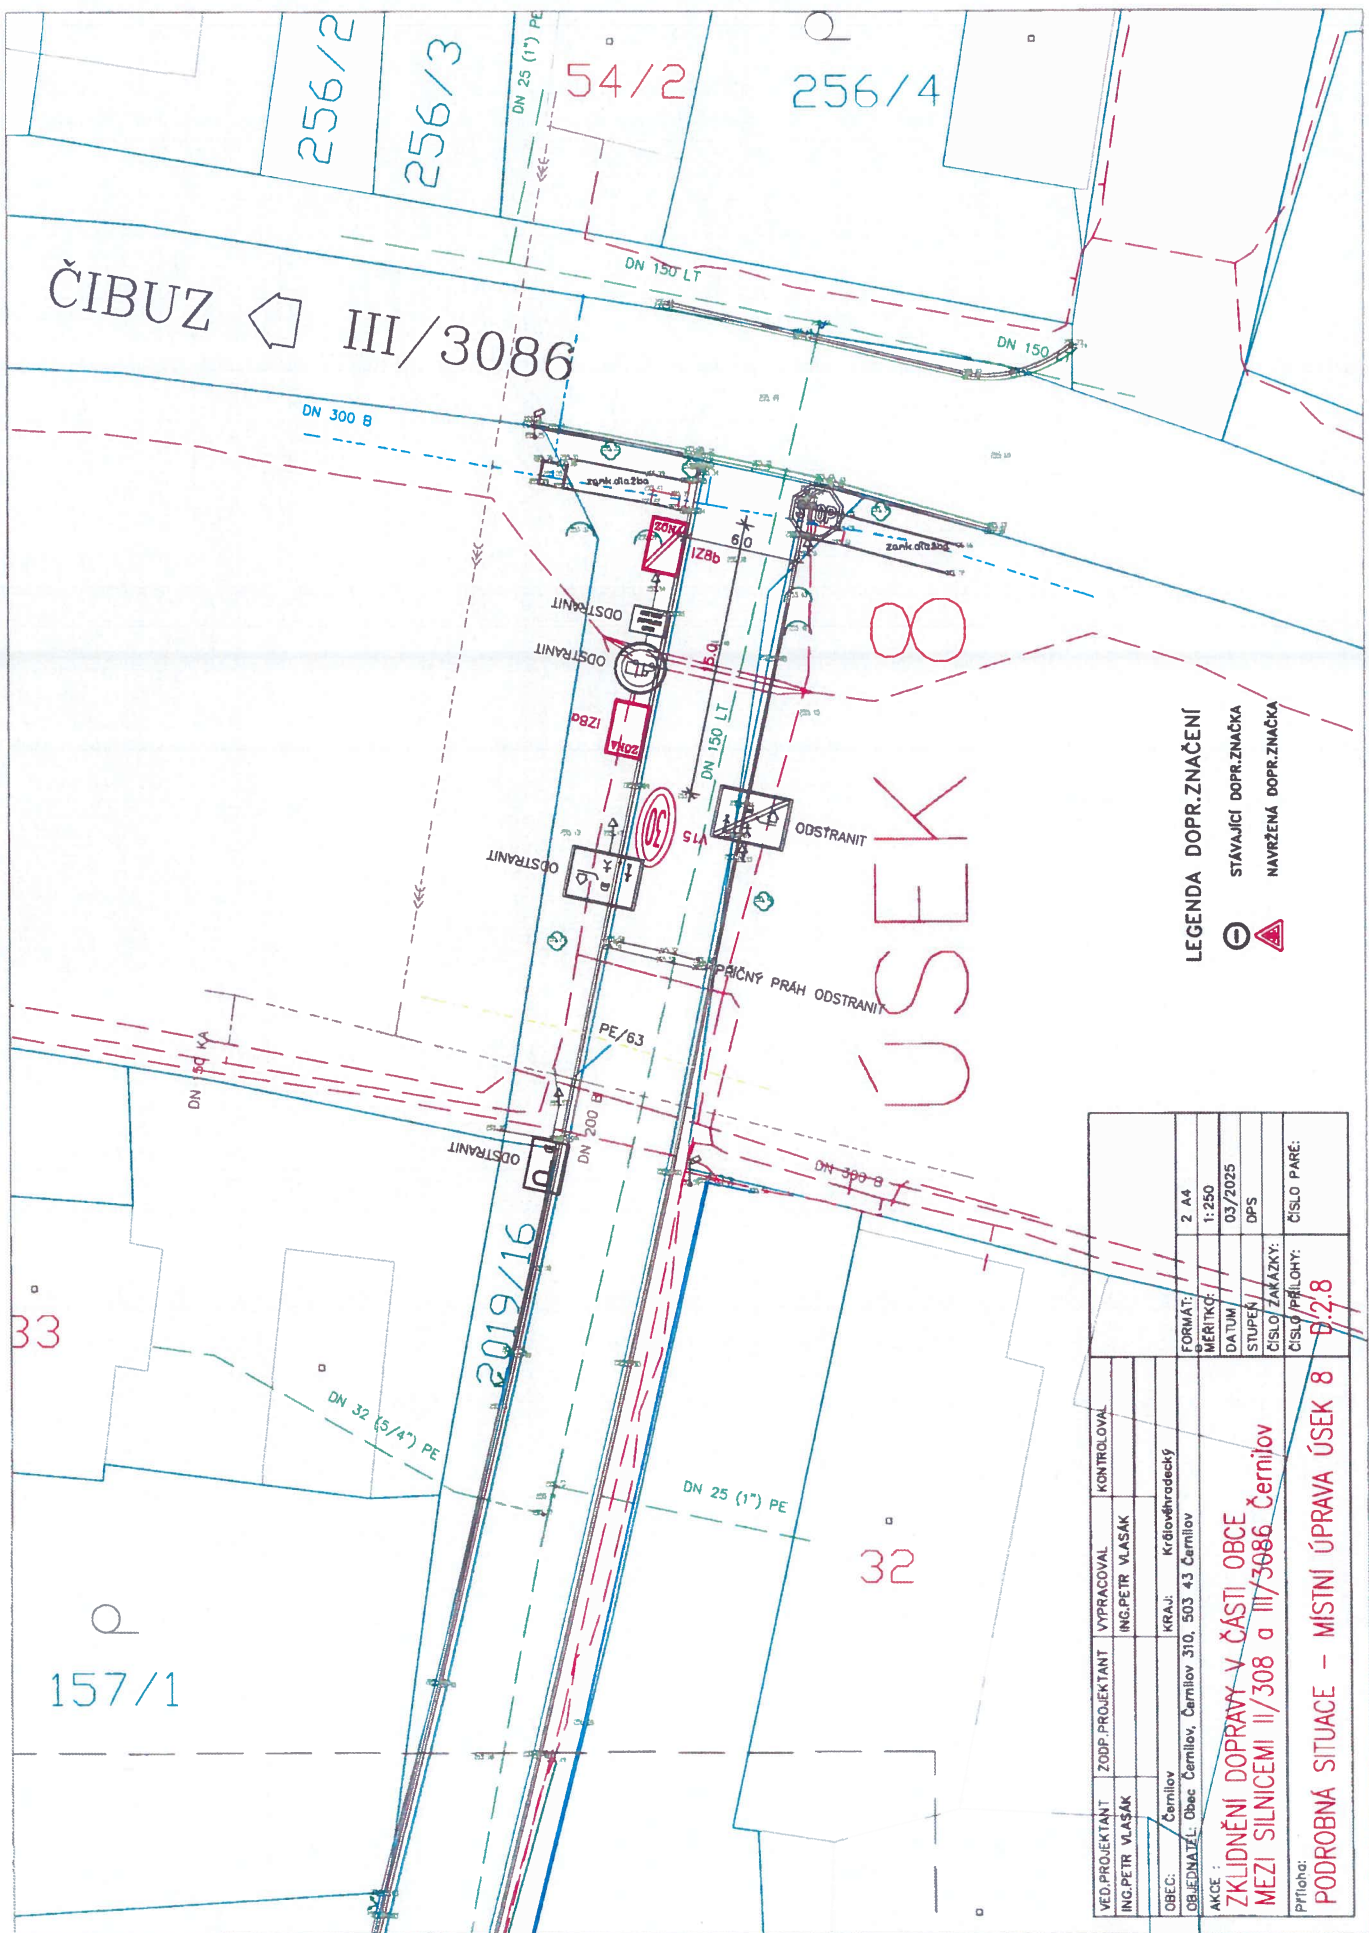 256/2
256/3
DN 25 (1") PE
54/2
256/4
ČIBUZ
III/3086
DN 150 LT
DN 150 LT
DN 300 B
zamk.dlažba
zamk.dlažba
ZÓNA
IZ8b
6,0
ODSTRANIT
ODSTRANIT
15,0
IZ8a
ZÓNA
DN 150 LT
30
V15
ODSTRANIT
ODSTRANIT
PŘÍČNÝ PRÁH ODSTRANIT
ÚSEK 8
PE/63
DN 150 KA
DN 200 B
ODSTRANIT
DN 300 B
2019/16
33
DN 32 (5/4") PE
DN 25 (1") PE
32
157/1
LEGENDA DOPR.ZNAČENÍ
STÁVAJÍCÍ DOPR.ZNAČKA
NAVRŽENÁ DOPR.ZNAČKA
VED.PROJEKTANT ZODP.PROJEKTANT VYPRACOVAL KONTROLOVAL
ING.PETR VLASÁK ING.PETR VLASÁK
OBEC: Černilov KRAJ: Královéhradecký
OBJEDNATEL: Obec Černilov, Černilov 310, 503 43 Černilov
AKCE :
ZKLIDNĚNÍ DOPRAVY V ČÁSTI OBCE
MEZI SILNICEMI II/308 a III/3086 Černilov
Příloha:
PODROBNÁ SITUACE - MÍSTNÍ ÚPRAVA ÚSEK 8
FORMÁT: 2 A4
MĚŘÍTKO: 1:250
DATUM 03/2025
STUPEŇ DPS
ČÍSLO ZAKÁZKY:
ČÍSLO PŘÍLOHY: ČÍSLO PARÉ:
D.2.8